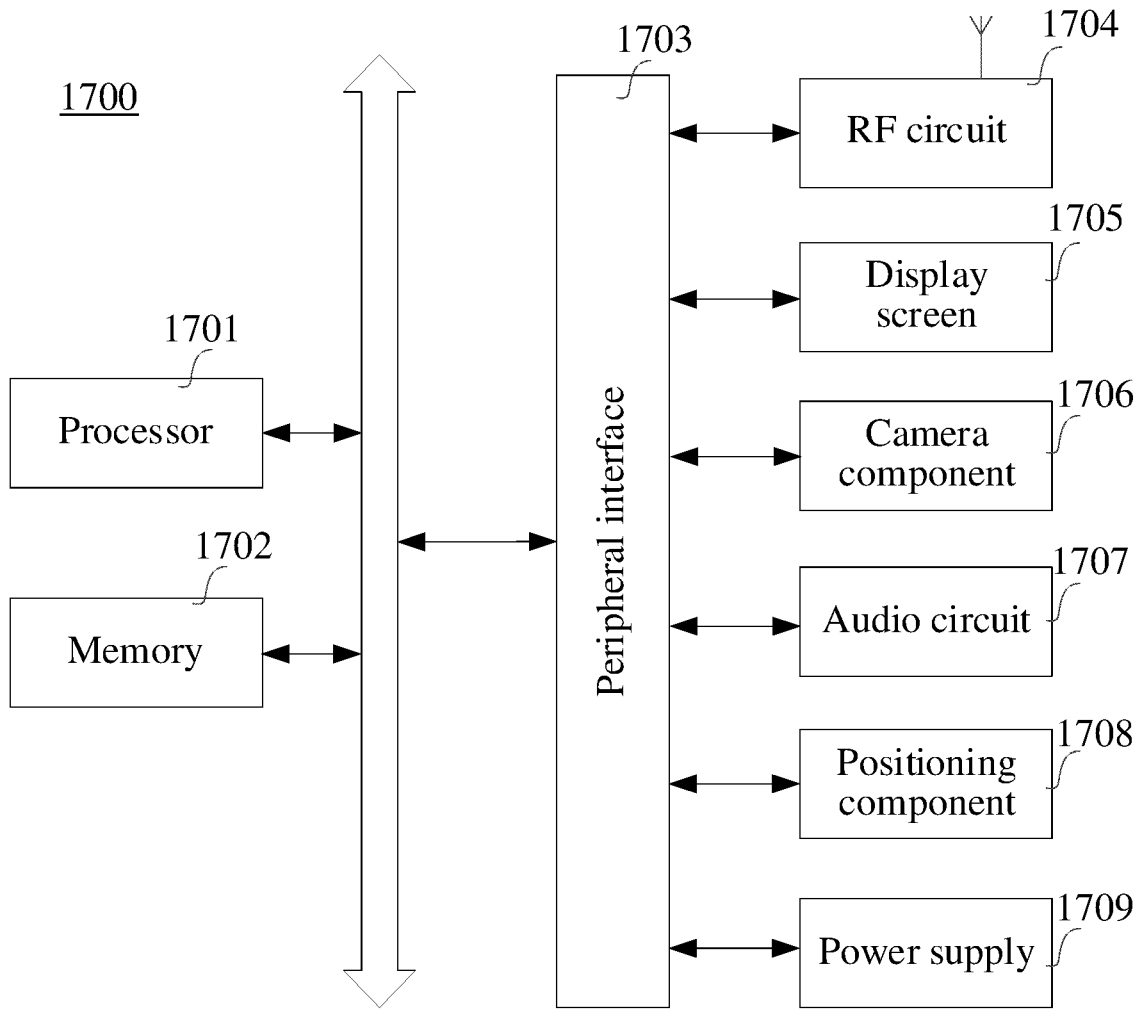 1700
1703
1704
RF circuit
1705
Display
screen
1701
Processor
1706
Camera
component
Peripheral interface
1702
Memory
1707
Audio circuit
1708
Positioning
component
1709
Power supply